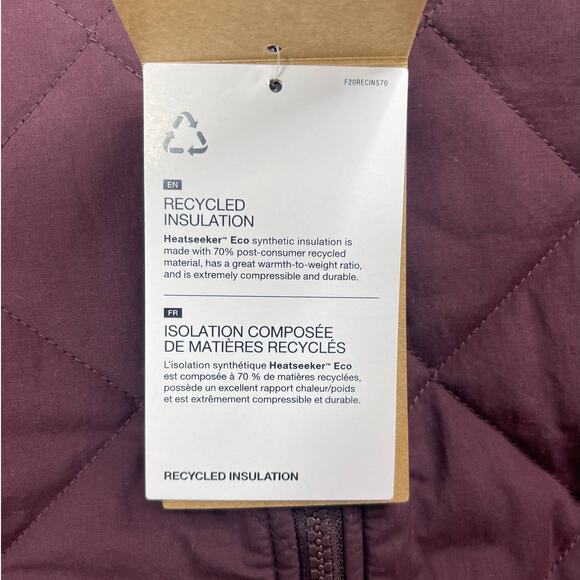 F20RECINS70
EN
RECYCLED
INSULATION
Heatseeker™ Eco synthetic insulation is
made with 70% post-consumer recycled
material, has a great warmth-to-weight ratio,
and is extremely compressible and durable.
FR
ISOLATION COMPOSÉE
DE MATIÈRES RECYCLÉS
L'isolation synthétique Heatseeker™ Eco
est composée à 70 % de matières recyclées,
possède un excellent rapport chaleur/poids
et est extrêmement compressible et durable.
RECYCLED INSULATION